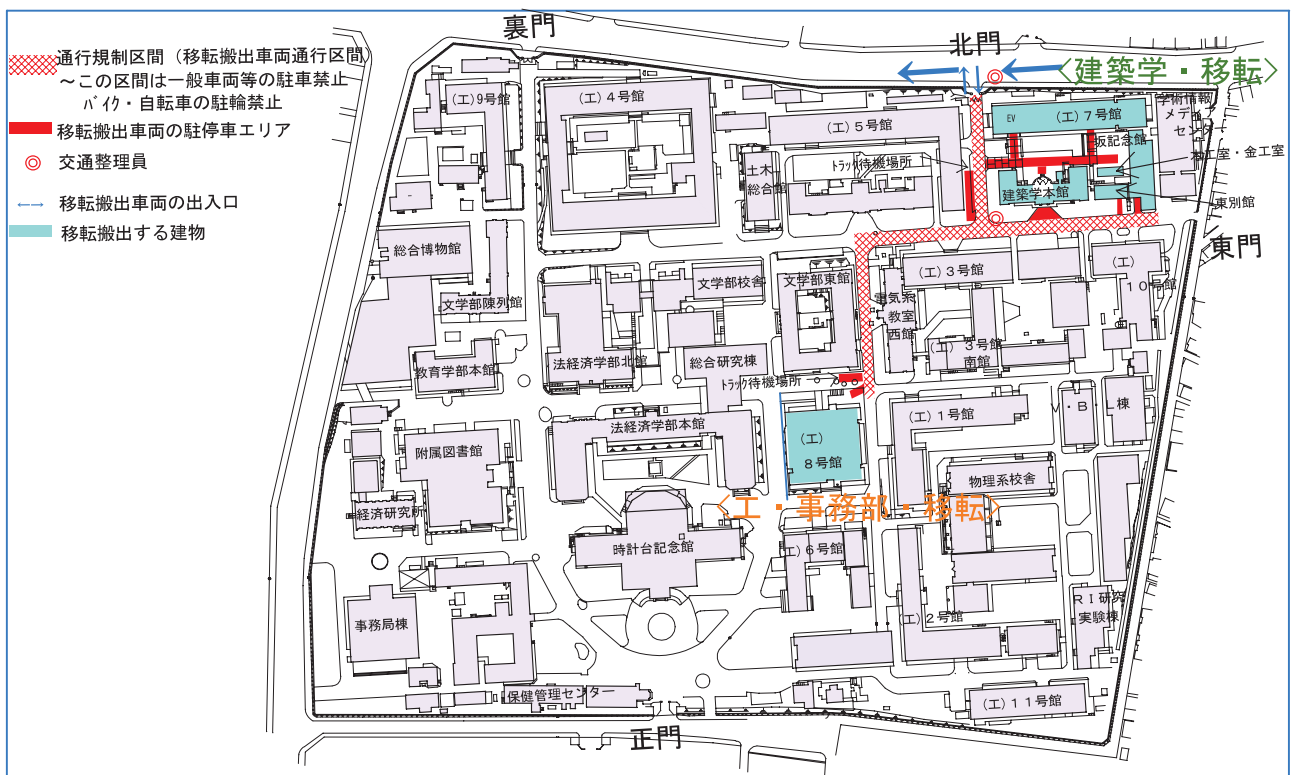 裏門
北門
通行規制区間（移転搬出車両通行区間）
～この区間は一般車両等の駐車禁止
バイク・自転車の駐輪禁止
移転搬出車両の駐停車エリア
交通整理員
移転搬出車両の出入口
移転搬出する建物
〈建築学・移転〉
(工)９号館
(工)４号館
(工)５号館
EV
(工)７号館
学術情報
メディア
センター
坂記念館
木工室・金工室
土木
総合館
トラック待機場所
建築学本館
東別館
東門
総合博物館
文学部陳列館
文学部校舎
文学部東館
(工)３号館
(工)
１０号館
電気系
教室
西館
(工)３号館
南館
教育学部本館
法経済学部北館
総合研究棟
トラック待機場所
(工)１号館
Ｖ・Ｂ・Ｌ棟
法経済学部本館
附属図書館
(工)
８号館
物理系校舎
経済研究所
〈工・事務部・移転〉
時計台記念館
工)６号館
(工)２号館
ＲＩ研究
実験棟
事務局棟
保健管理センター
(工)１１号館
正門